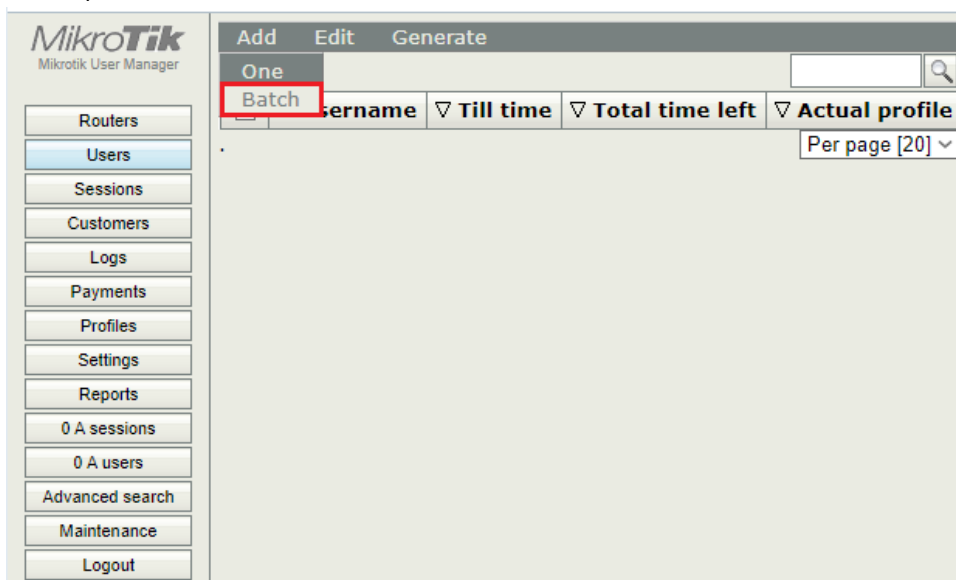 MikroTik
Mikrotik User Manager
Routers
Users
Sessions
Customers
Logs
Payments
Profiles
Settings
Reports
0 A sessions
0 A users
Advanced search
Maintenance
Logout
Add Edit Generate
One
Batch
sername ▽ Till time ▽ Total time left ▽ Actual profile
. Per page [20]